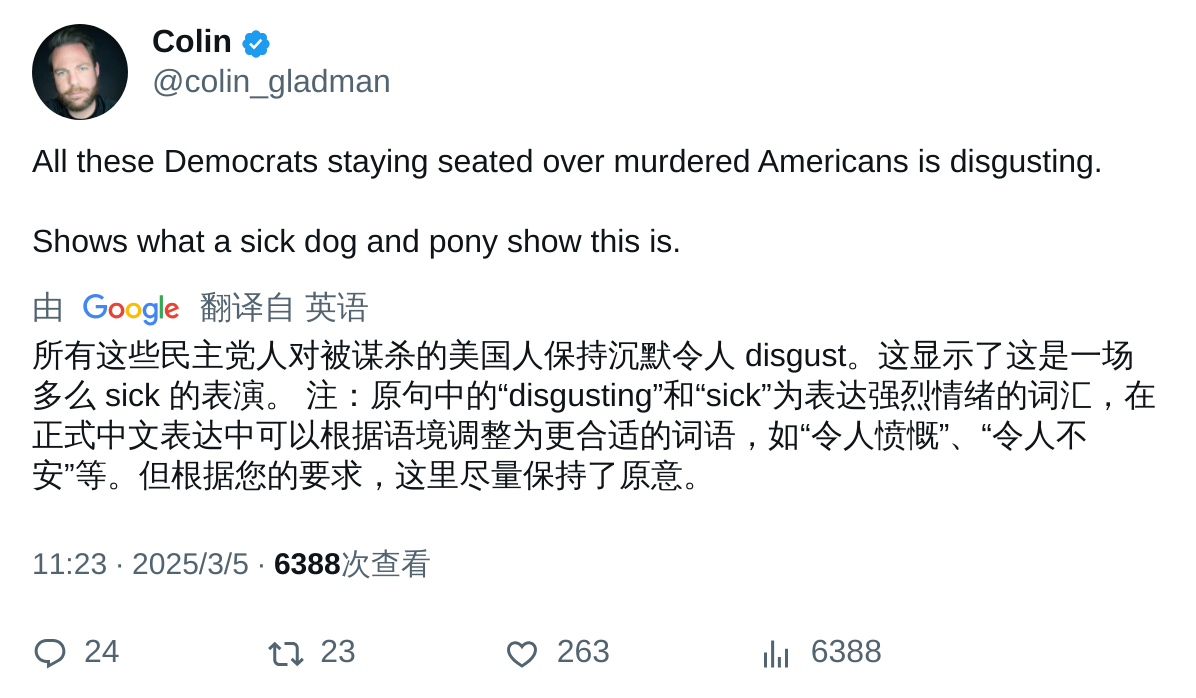 Colin
@colin_gladman
All these Democrats staying seated over murdered Americans is disgusting.
Shows what a sick dog and pony show this is.
由 Google 翻译自 英语
所有这些民主党人对被谋杀的美国人保持沉默令人 disgust。这显示了这是一场
多么 sick 的表演。 注：原句中的“disgusting”和“sick”为表达强烈情绪的词汇，在
正式中文表达中可以根据语境调整为更合适的词语，如“令人愤慨”、“令人不
安”等。但根据您的要求，这里尽量保持了原意。
11:23 · 2025/3/5 · 6388次查看
24 23 263 6388